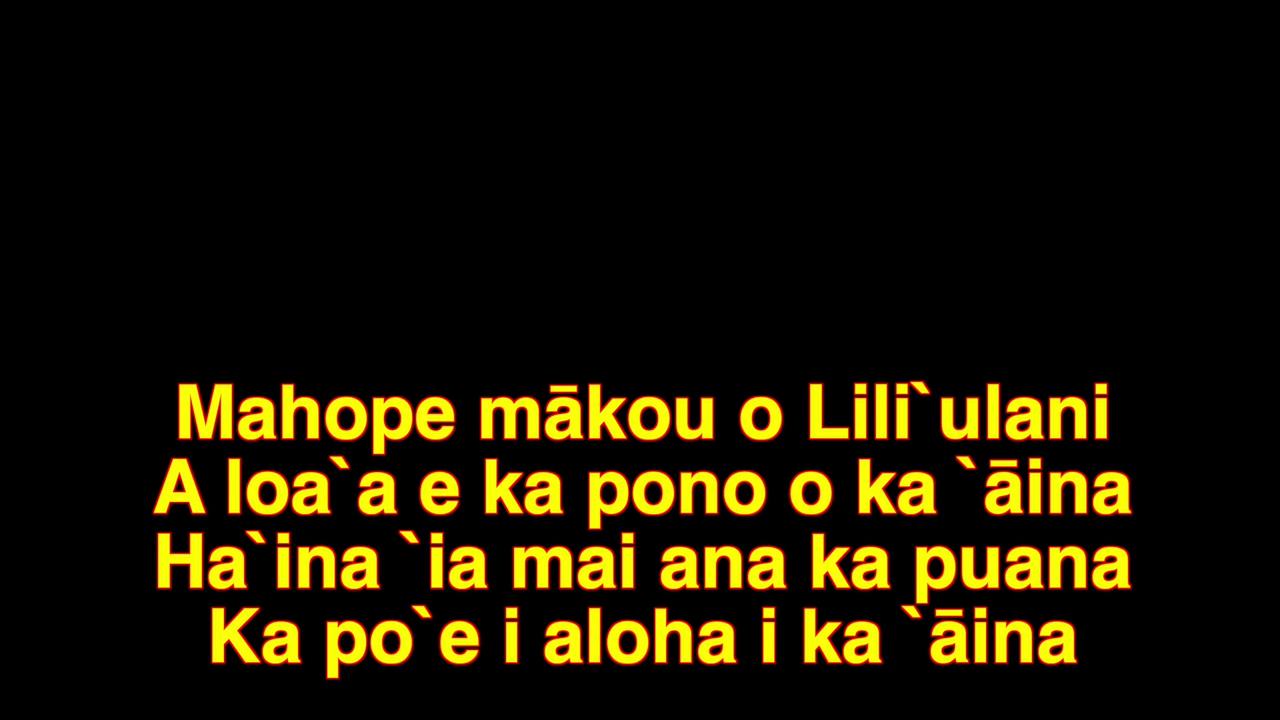 Mahope mākou o Lili`ulani
A loa`a e ka pono o ka `āina
Ha`ina `ia mai ana ka puana
Ka po`e i aloha i ka `āina